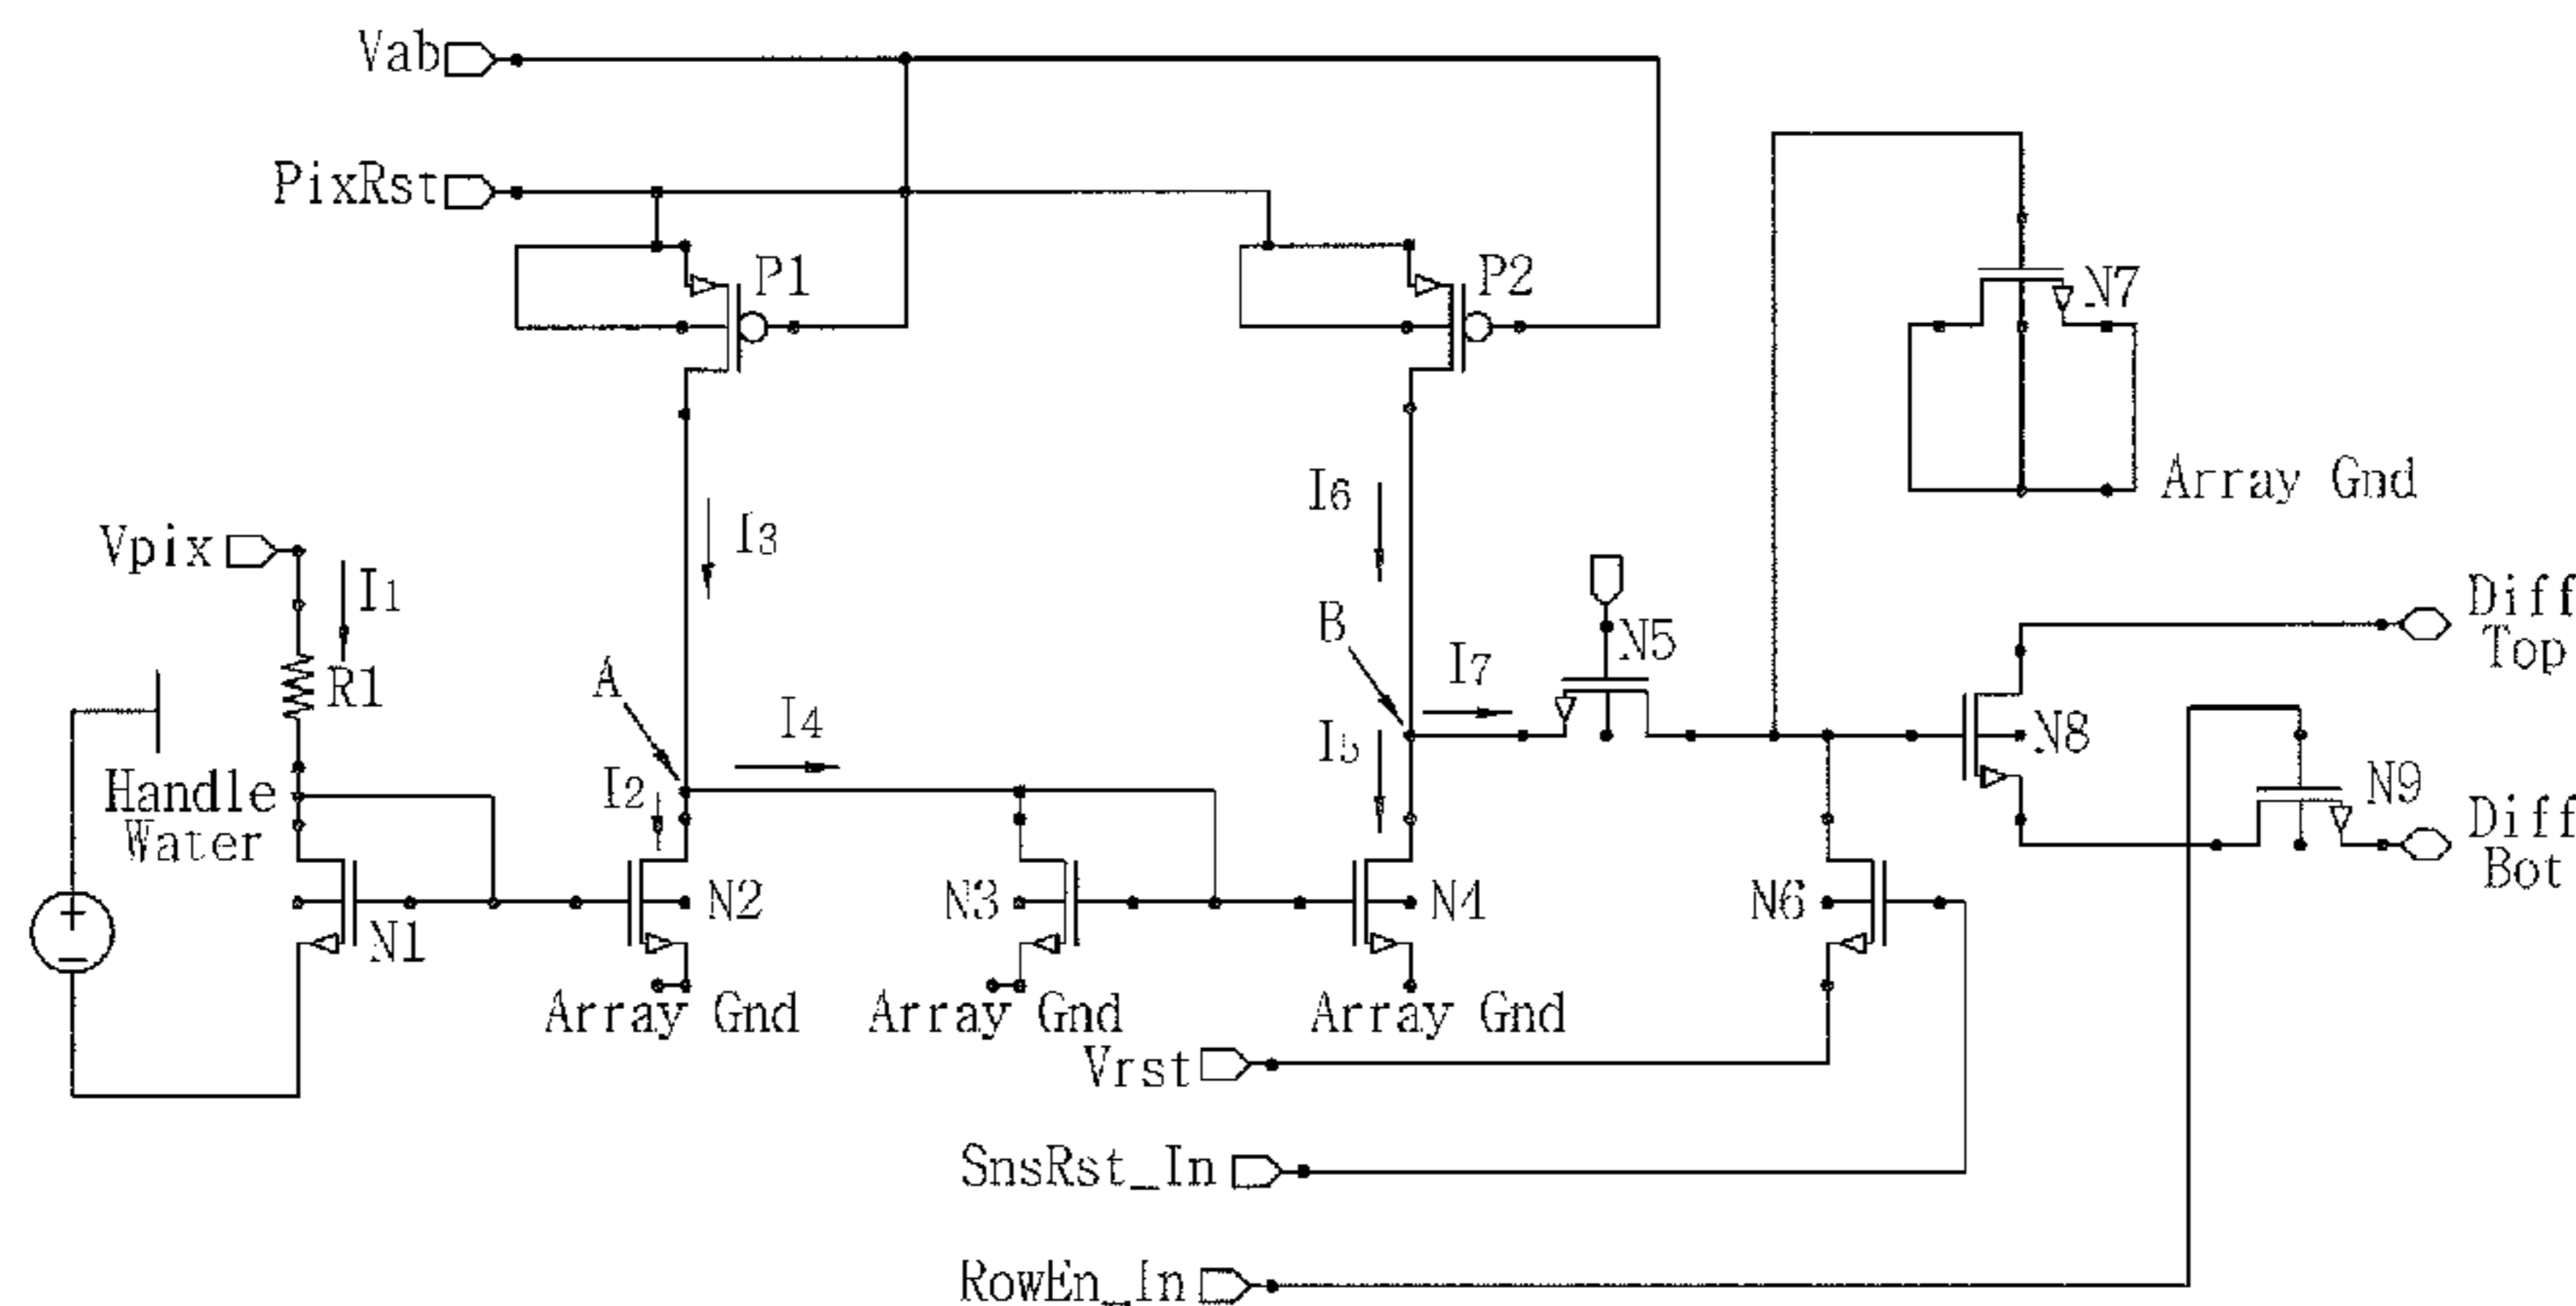 Vab
PixRst
P1
P2
N7
Array Gnd
I6
I3
Vpix
I1
Diff
Top
B
N5
I7
A
R1
I4
I5
N8
Handle
Water
I2
N9
Diff
Bot
N1
N2
N3
N4
N6
Array Gnd
Array Gnd
Array Gnd
Vrst
SnsRst_In
RowEn_In